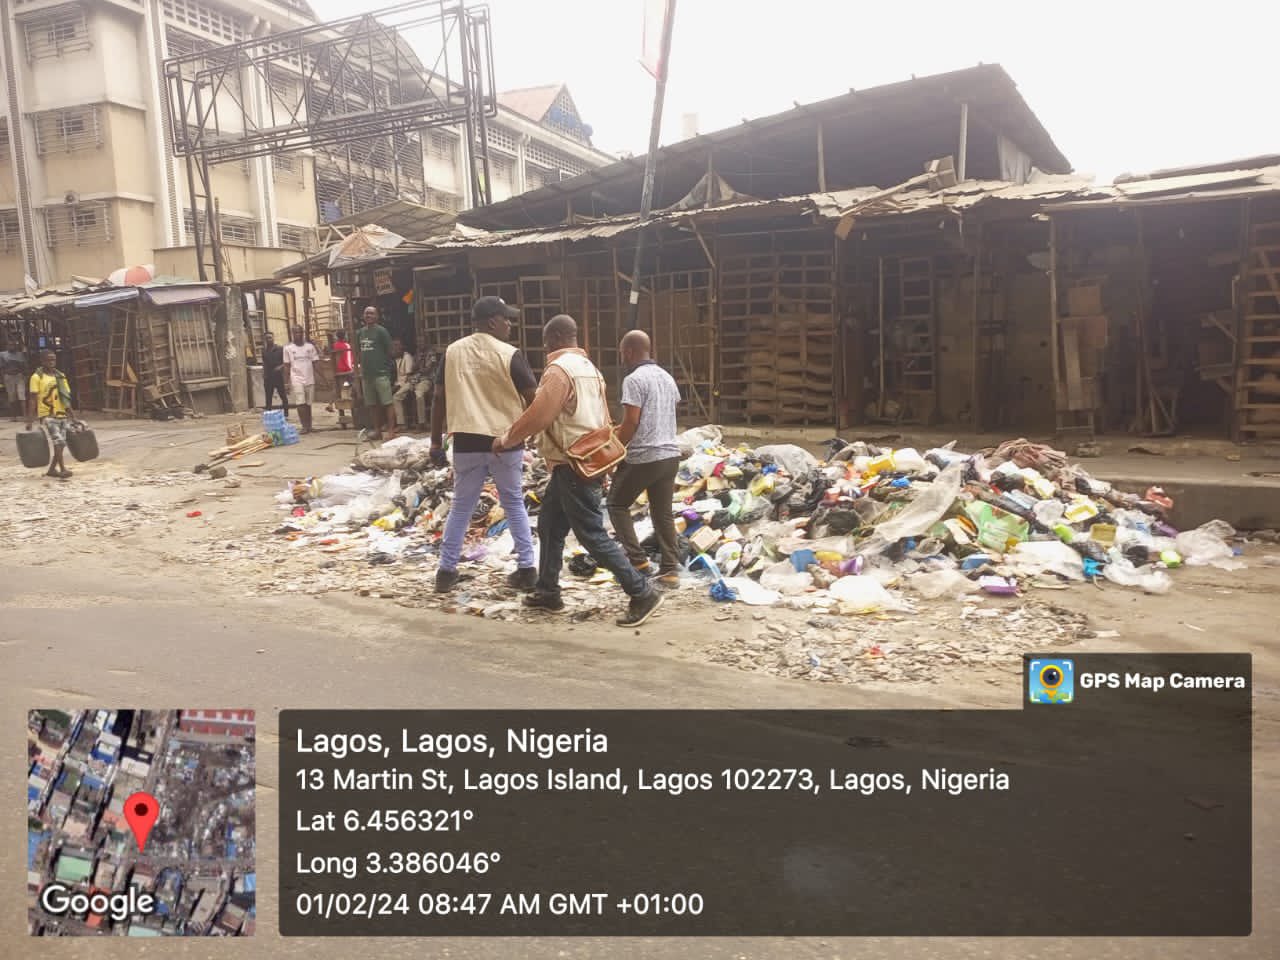 GPS Map Camera
Lagos, Lagos, Nigeria
13 Martin St, Lagos Island, Lagos 102273, Lagos, Nigeria
Lat 6.456321°
Long 3.386046°
01/02/24 08:47 AM GMT +01:00
Google